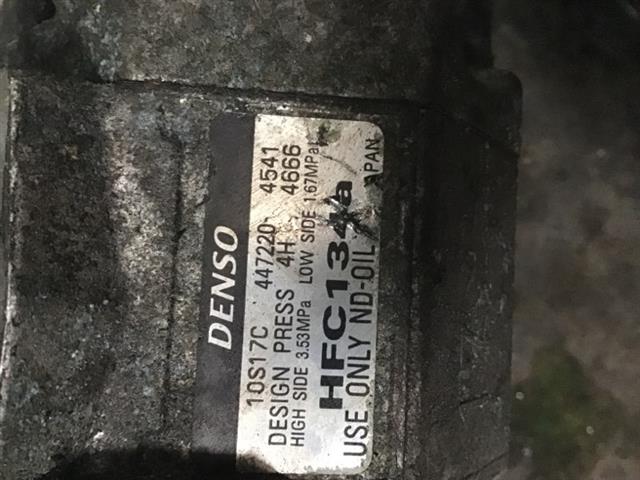 DENSO
10S17C 447220-4541
DESIGN PRESS 4H 4666
HIGH SIDE 3.53MPa LOW SIDE 1.67MPa
HFC134a
USE ONLY ND-OIL JAPAN